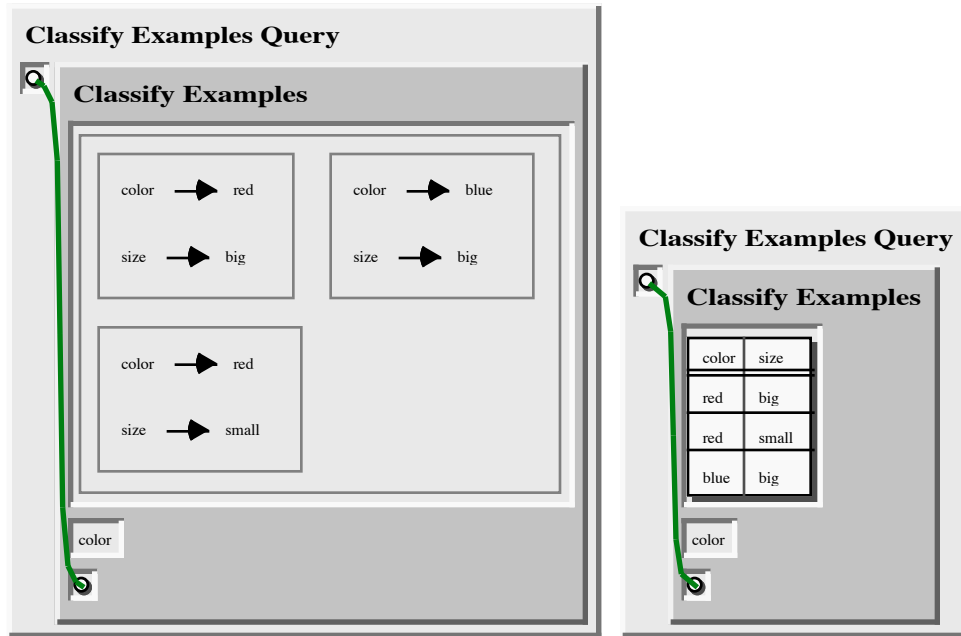 Classify Examples Query
Classify Examples
color red
color blue
size big
size big
color red
size small
color
Classify Examples Query
Classify Examples
color size
red big
red small
blue big
color